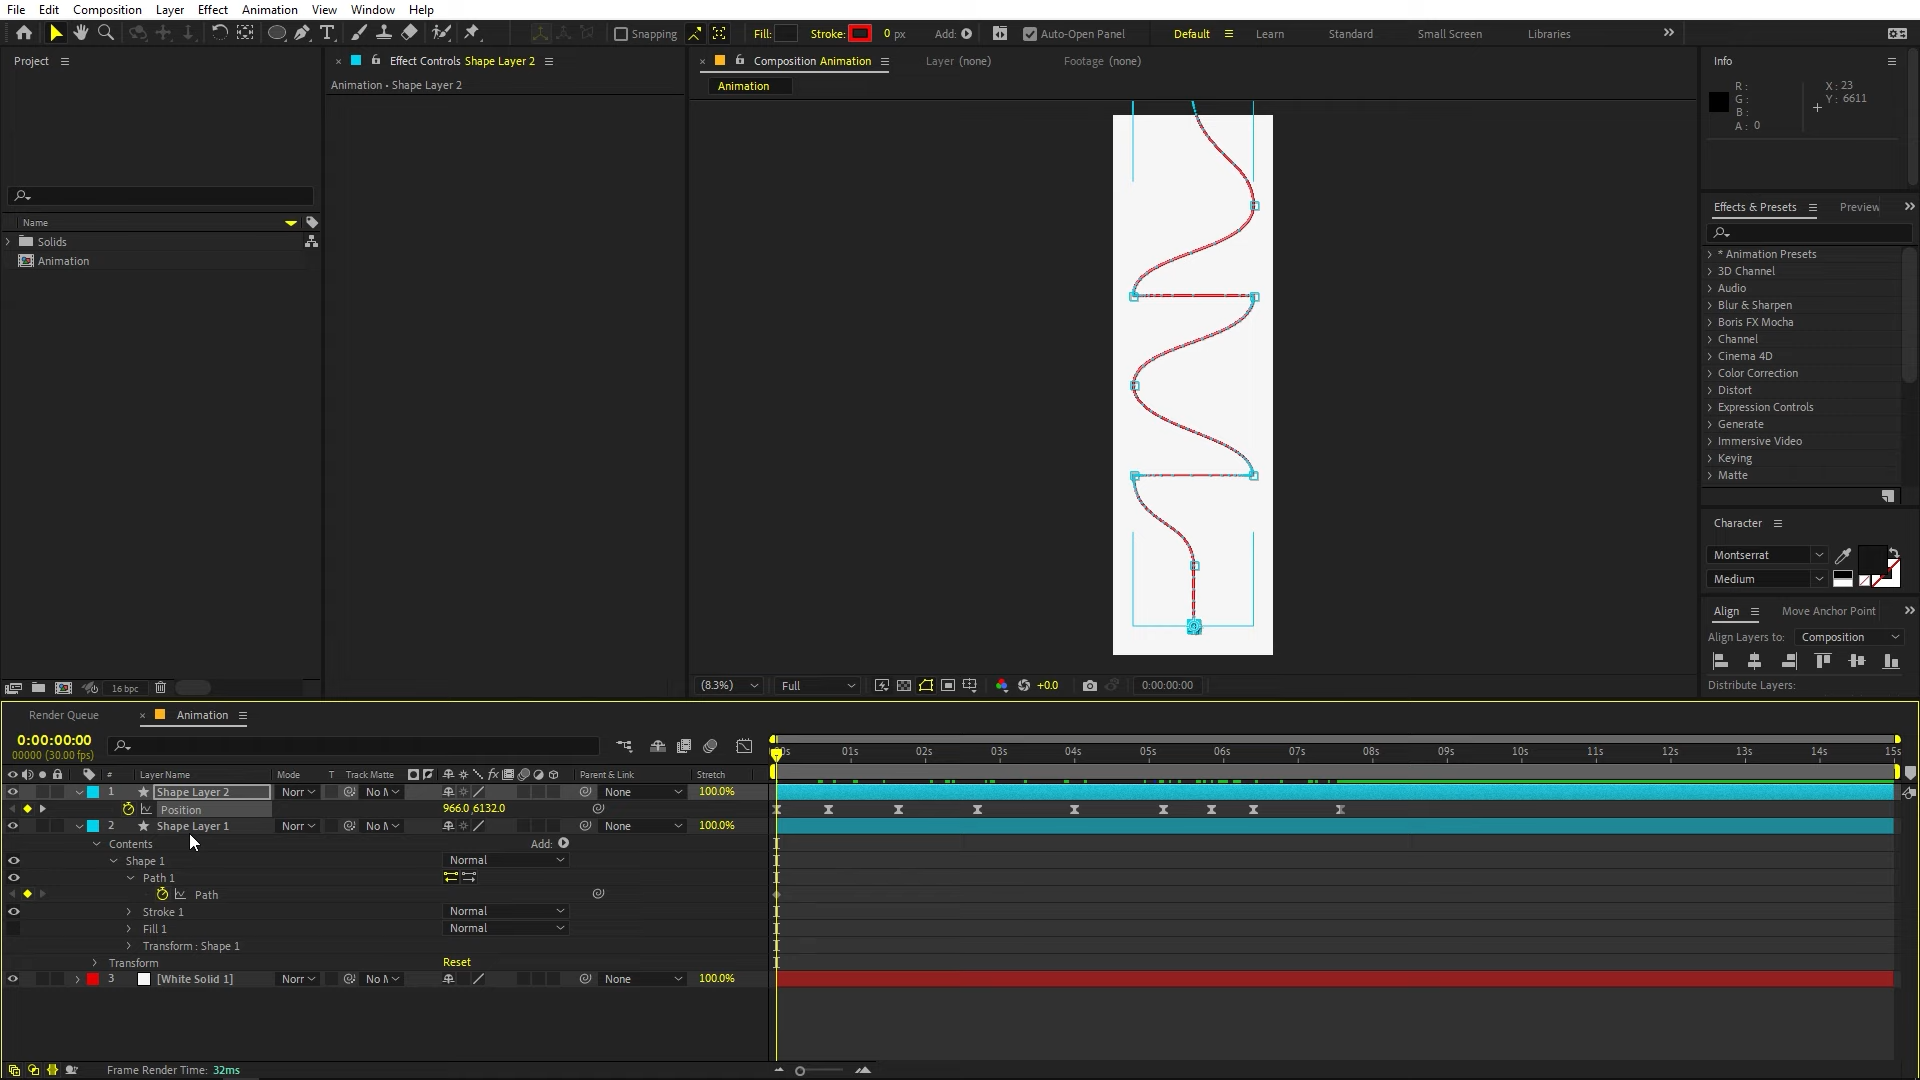 File Edit Composition Layer Effect Animation View Window Help
Snapping Fill: Stroke: 0 px Add: Auto-Open Panel Default Learn Standard Small Screen Libraries
Project
Effect Controls Shape Layer 2
Composition Animation
Layer (none)
Footage (none)
Info
Animation • Shape Layer 2
Animation
R:
G:
B:
A: 0
X: 23
Y: 6611
Effects & Presets
Preview
Name
Solids
Animation
* Animation Presets
3D Channel
Audio
Blur & Sharpen
Boris FX Mocha
Channel
Cinema 4D
Color Correction
Distort
Expression Controls
Generate
Immersive Video
Keying
Matte
Character
Montserrat
Medium
Align
Move Anchor Point
Align Layers to: Composition
Distribute Layers:
16 bpc
(8.3%) Full +0.0 0:00:00:00
Render Queue
Animation
0:00:00:00
00000 (30.00 fps)
00s 01s 02s 03s 04s 05s 06s 07s 08s 09s 10s 11s 12s 13s 14s 15s
# Layer Name Mode T Track Matte Parent & Link Stretch
1 Shape Layer 2 Norr No M None 100.0%
Position 966.0,6132.0
2 Shape Layer 1 Norr No M None 100.0%
Contents Add:
Shape 1 Normal
Path 1
Path
Stroke 1 Normal
Fill 1 Normal
Transform : Shape 1
Transform Reset
3 [White Solid 1] Norr No M None 100.0%
Frame Render Time: 32ms